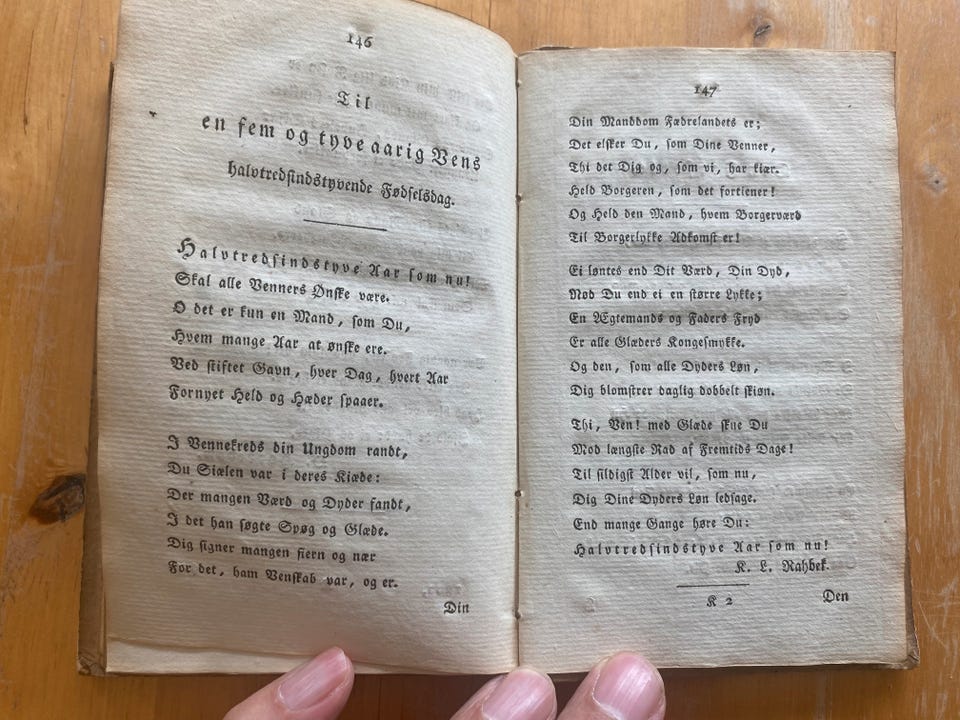 146
Til
en fem og tyve aarig Vens
halvtredsindstyvende Fødselsdag.
Halvtredsindstyve Aar som nu!
Skal alle Venners Ønske være.
O det er kun en Mand, som Du,
Hvem mange Aar at ønske ere.
Ved stiftet Gavn, hver Dag, hvert Aar
Fornyet Held og Hæder spaaer.
I Vennekreds din Ungdom randt,
Du Siælen var i deres Kiæde:
Der mangen Værd og Dyder fandt,
I det han søgte Spøg og Glæde.
Dig signer mangen fiern og nær
For det, ham Venskab var, og er.
Din
147
Din Manddom Fædrelandets er;
Det elsker Du, som Dine Venner,
Thi det Dig og, som vi, har kiær.
Held Borgeren, som det fortiener!
Og Held den Mand, hvem Borgerværd
Til Borgerlykke Adkomst er!
Ei løntes end Dit Værd, Din Dyd,
Nød Du end ei en større Lykke;
En Ægtemands og Faders Fryd
Er alle Glæders Kongesmykke.
Og den, som alle Dyders Løn,
Dig blomstrer daglig dobbelt skiøn.
Thi, Ven! med Glæde skue Du
Mod længste Rad af Fremtids Dage!
Til sildigst Alder vil, som nu,
Dig Dine Dyders Løn ledsage.
End mange Gange høre Du:
Halvtredsindstyve Aar som nu!
K. L. Rahbek.
K 2
Den